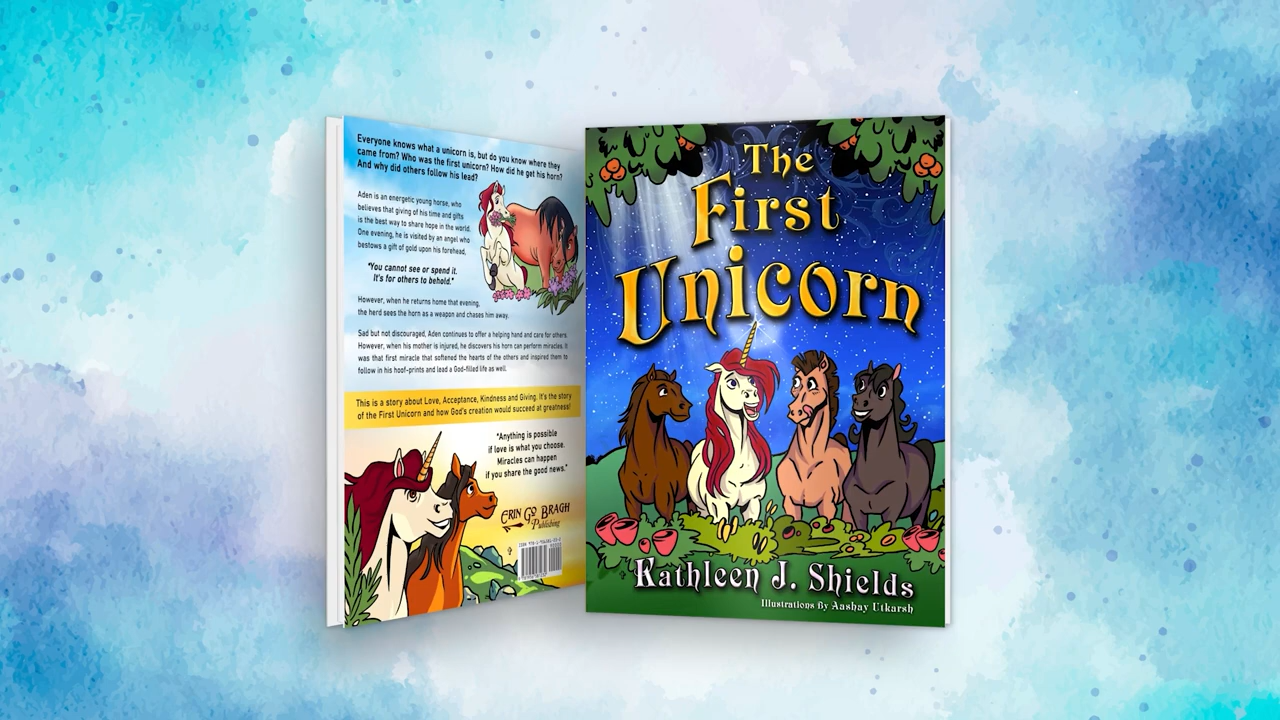 Everyone knows what a unicorn is, but do you know where they
came from? Who was the first unicorn? How did he get his horn?
And why did others follow his lead?
Aden is an energetic young horse, who
believes that giving of his time and gifts
is the best way to share hope in the world.
One evening, he is visited by an angel who
bestows a gift of gold upon his forehead,
"You cannot see or spend it.
It's for others to behold."
However, when he returns home that evening,
the herd sees the horn as a weapon and chases him away.
Sad but not discouraged, Aden continues to offer a helping hand and care for others.
However, when his mother is injured, he discovers his horn can perform miracles. It
was that first miracle that softened the hearts of the others and inspired them to
follow in his hoof-prints and lead a God-filled life as well.
This is a story about Love, Acceptance, Kindness and Giving. It's the story
of the First Unicorn and how God's creation would succeed at greatness!
"Anything is possible
if love is what you choose.
Miracles can happen
if you share the good news."
Erin Go Bragh
Publishing
The
First
Unicorn
Kathleen J. Shields
Illustrations By Aashay Utkarsh